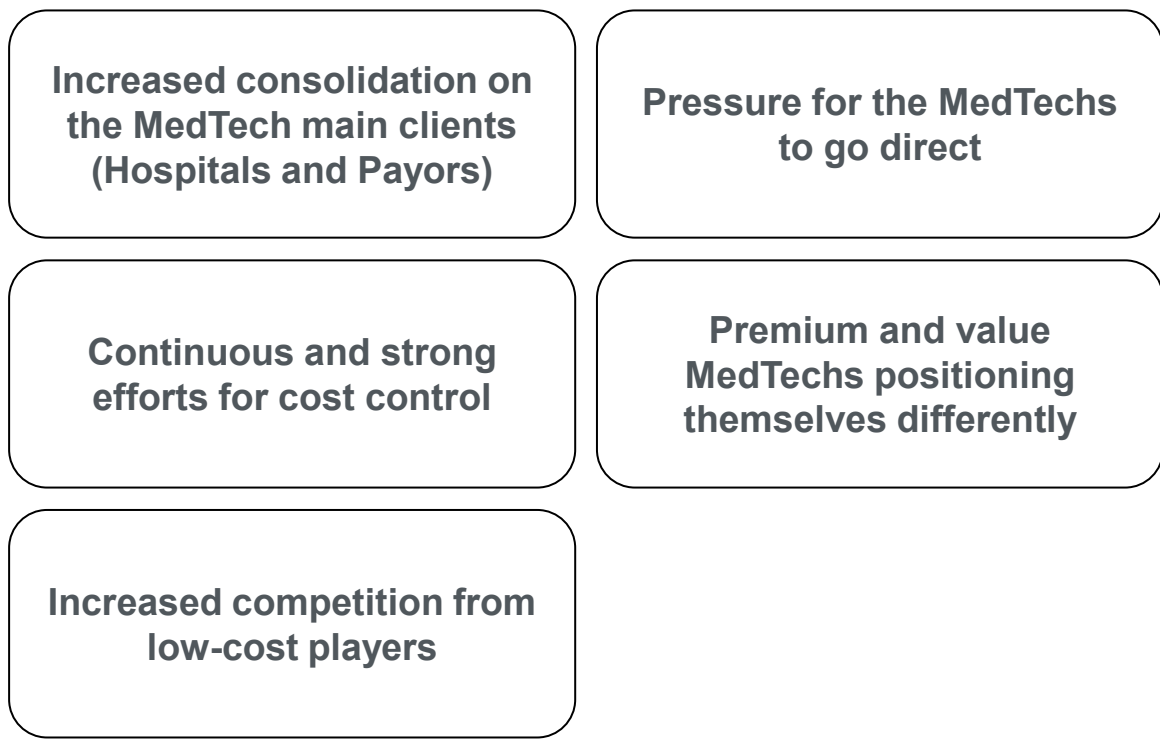 Increased consolidation on
the MedTech main clients
(Hospitals and Payors)
Pressure for the MedTechs
to go direct
Continuous and strong
efforts for cost control
Premium and value
MedTechs positioning
themselves differently
Increased competition from
low-cost players